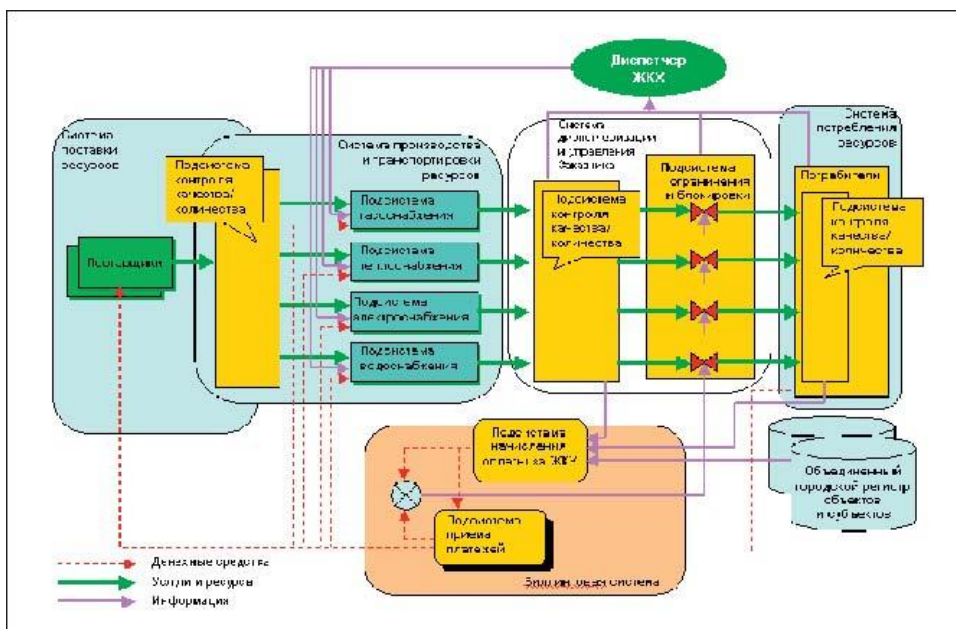 Диспетчер
ЖКХ
Система
поставки
ресурсов
Подсистема
контроля
качества/
количества
Система производства
и транспортировки
ресурсов
Система
диспетчеризации
и управления
Заказчика
Подсистема
ограничения
и блокировки
Система
потребления
ресурсов
Потребители
Подсистема
газоснабжения
Подсистема
контроля
качества/
количества
Подсистема
контроля
качества/
количества
Поставщики
Подсистема
теплоснабжения
Подсистема
электроснабжения
Подсистема
водоснабжения
Подсистема
начисления
оплаты за ЖКУ
Объединенный
городской регистр
объектов
и субъектов
Подсистема
приема
платежей
Биллинговая система
Денежные средства
Услуги и ресурсы
Информация